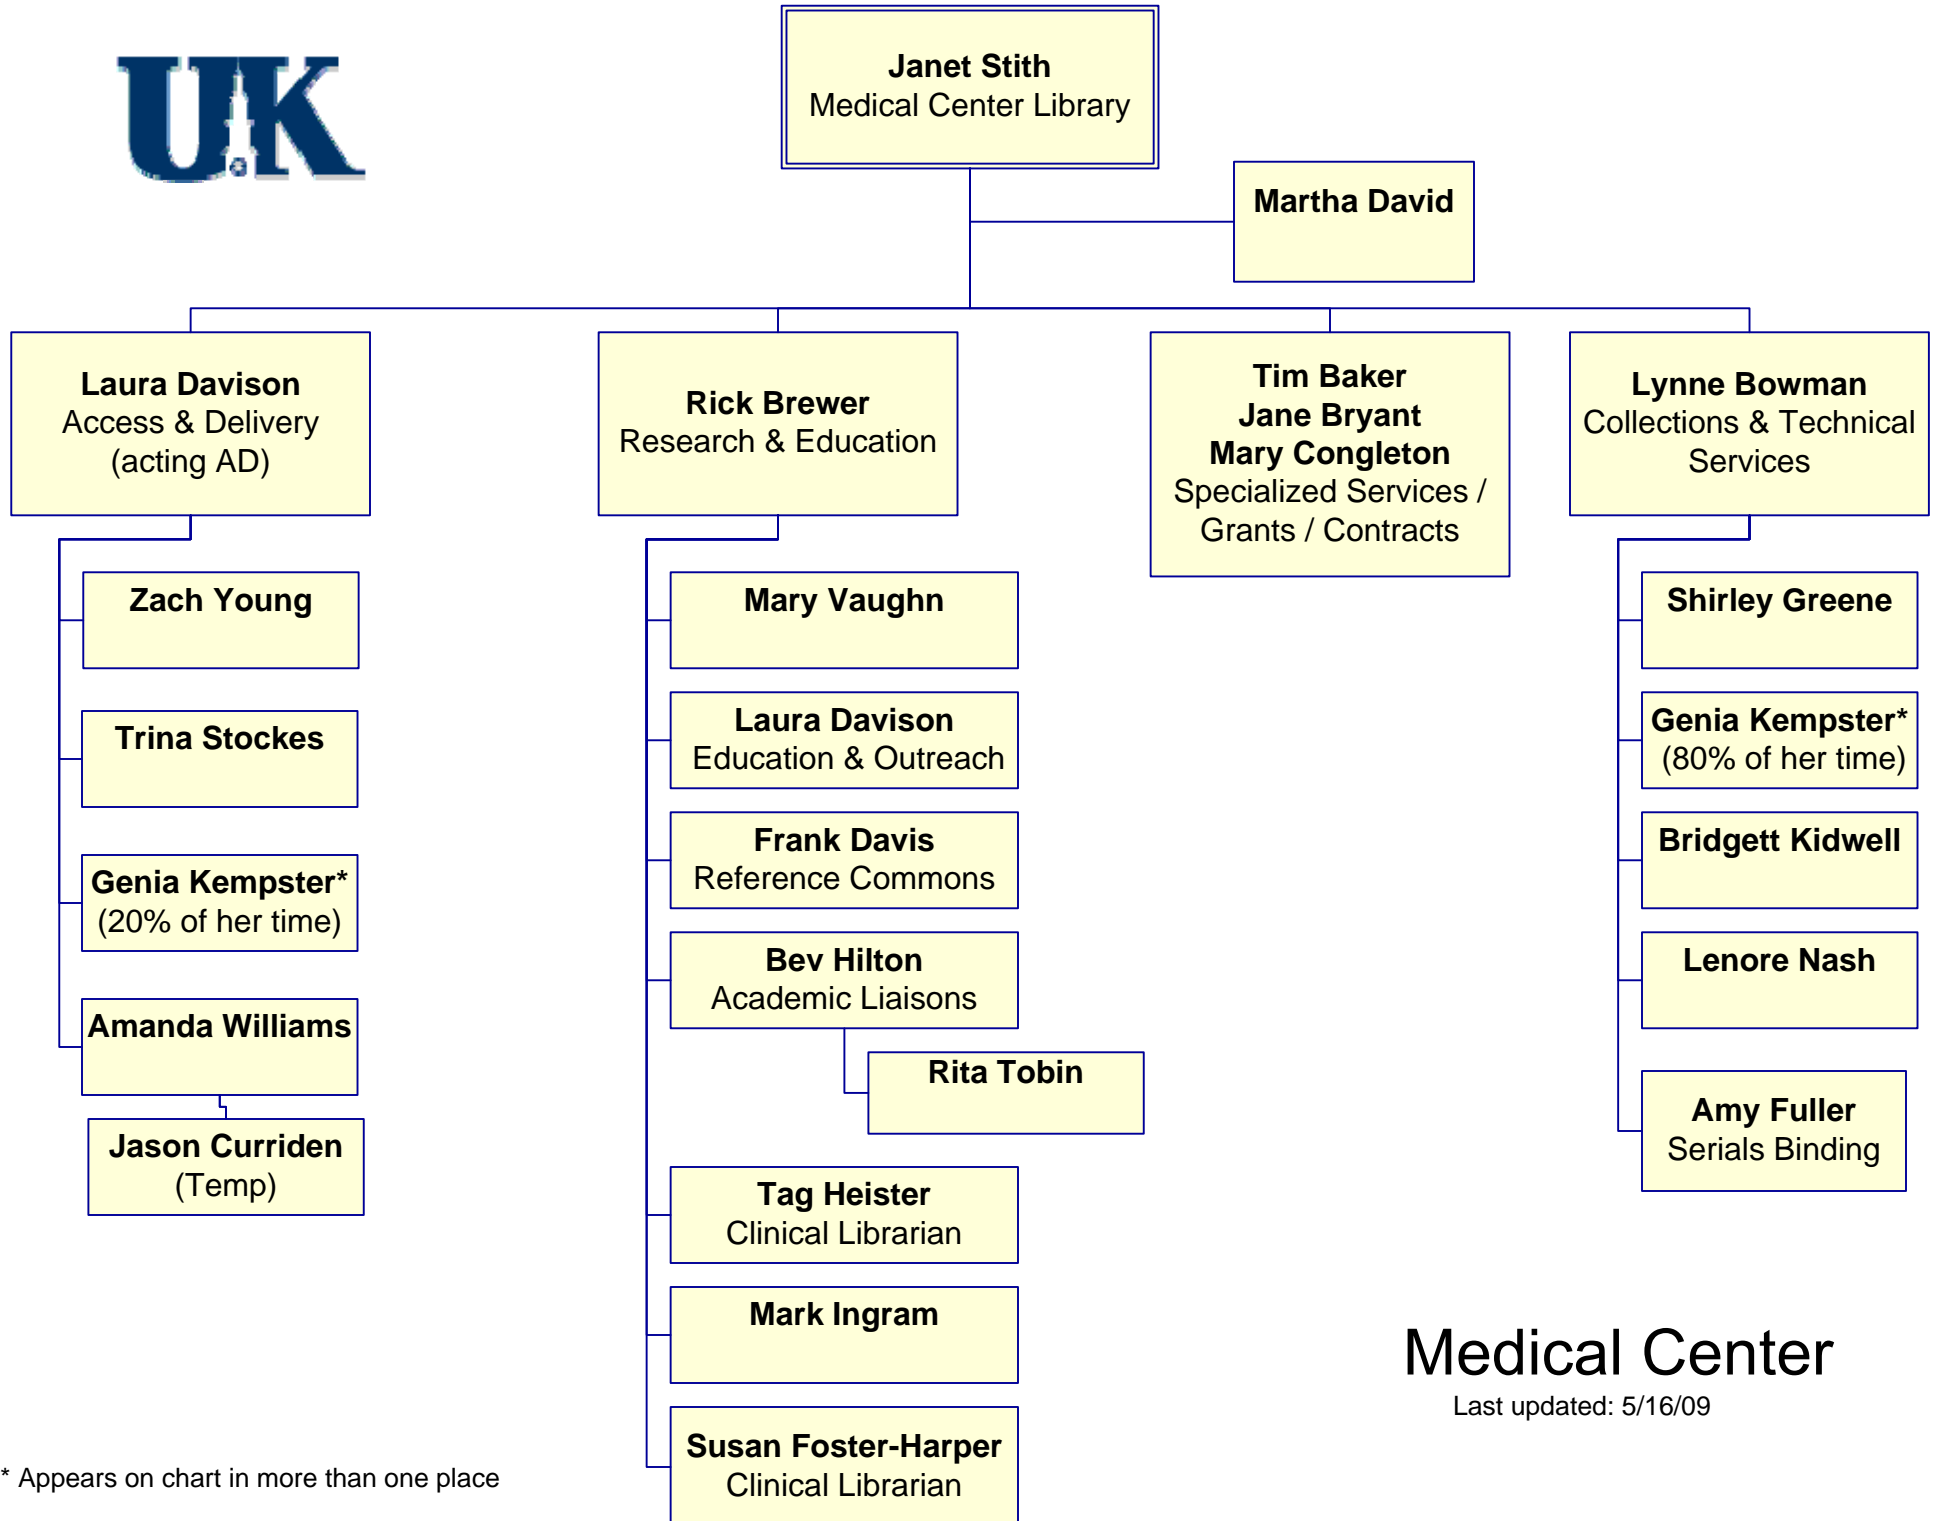 UK
Janet Stith
Medical Center Library
Martha David
Laura Davison
Access & Delivery
(acting AD)
Rick Brewer
Research & Education
Tim Baker
Jane Bryant
Mary Congleton
Specialized Services /
Grants / Contracts
Lynne Bowman
Collections & Technical
Services
Zach Young
Trina Stockes
Genia Kempster*
(20% of her time)
Amanda Williams
Jason Curriden
(Temp)
Mary Vaughn
Laura Davison
Education & Outreach
Frank Davis
Reference Commons
Bev Hilton
Academic Liaisons
Rita Tobin
Tag Heister
Clinical Librarian
Mark Ingram
Susan Foster-Harper
Clinical Librarian
Shirley Greene
Genia Kempster*
(80% of her time)
Bridgett Kidwell
Lenore Nash
Amy Fuller
Serials Binding
Medical Center
Last updated: 5/16/09
* Appears on chart in more than one place